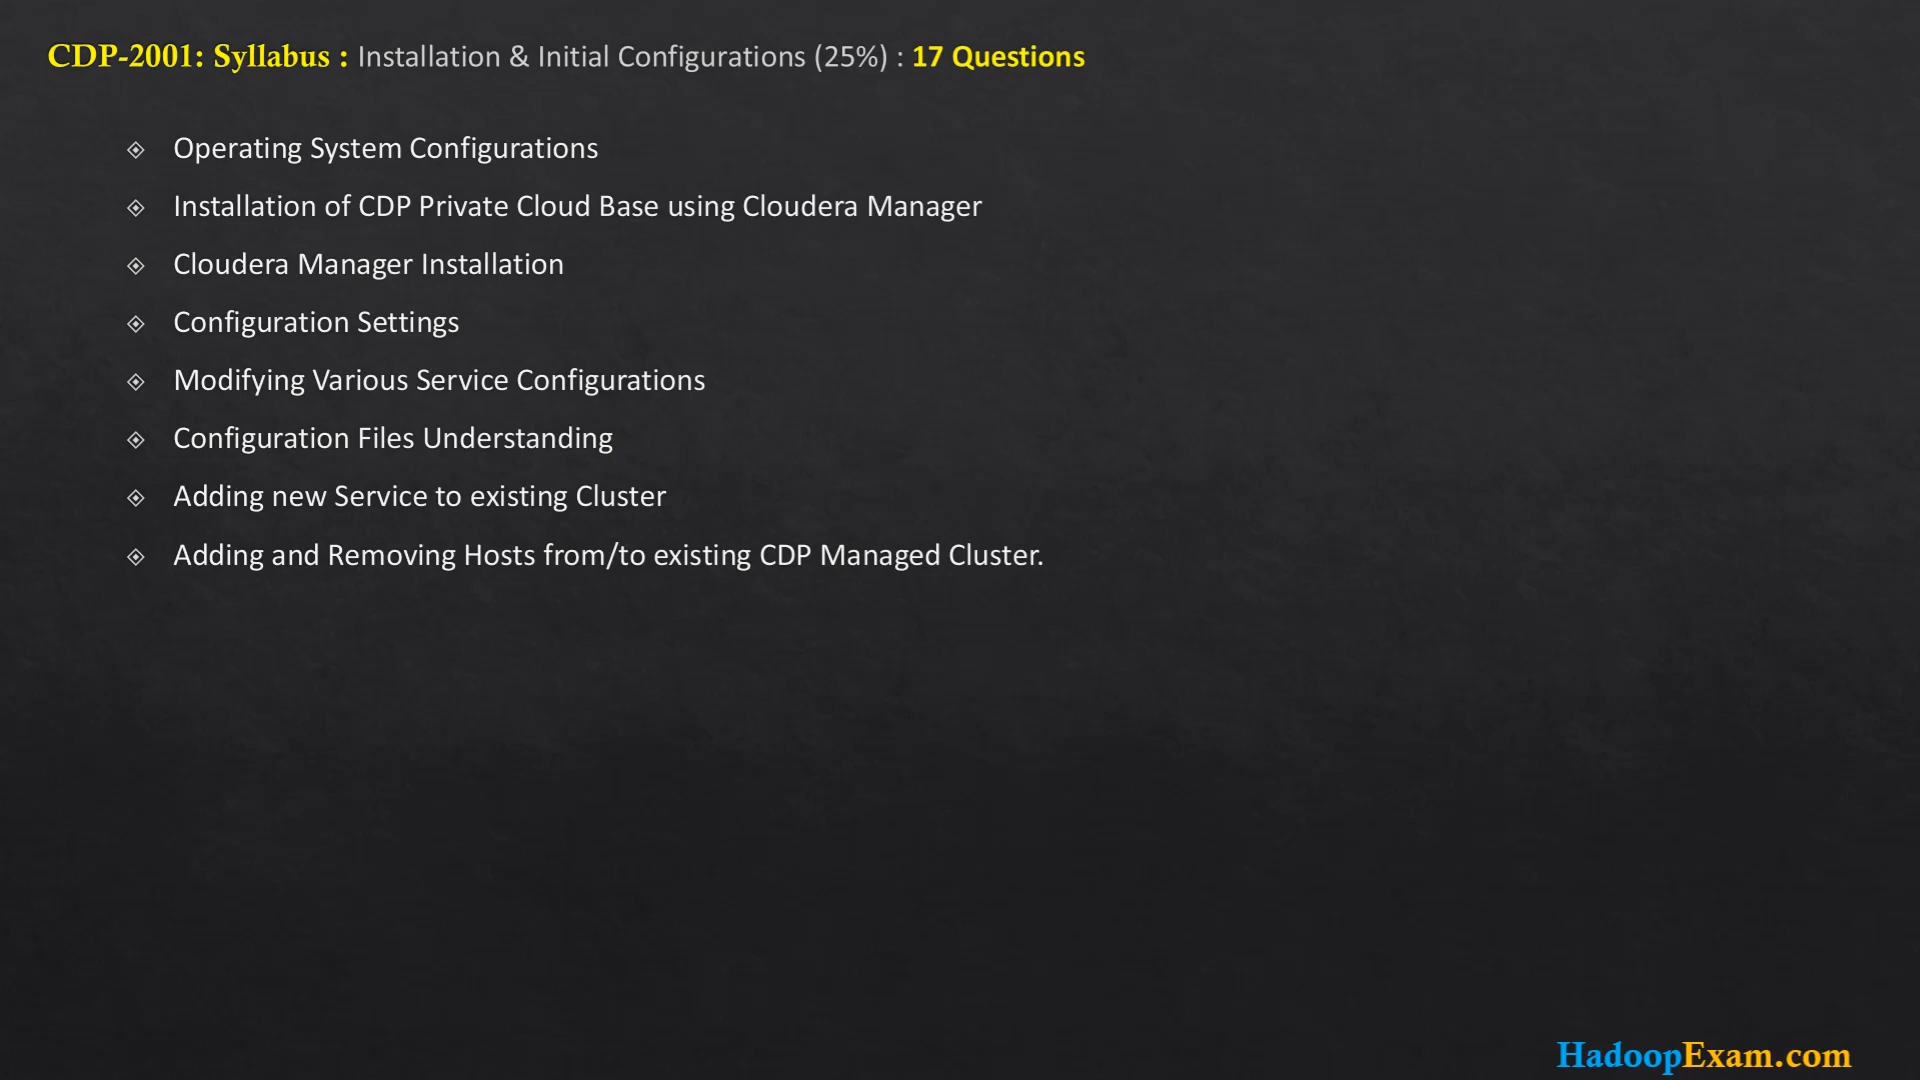 CDP-2001: Syllabus : Installation & Initial Configurations (25%) : 17 Questions
Operating System Configurations
Installation of CDP Private Cloud Base using Cloudera Manager
Cloudera Manager Installation
Configuration Settings
Modifying Various Service Configurations
Configuration Files Understanding
Adding new Service to existing Cluster
Adding and Removing Hosts from/to existing CDP Managed Cluster.
HadoopExam.com